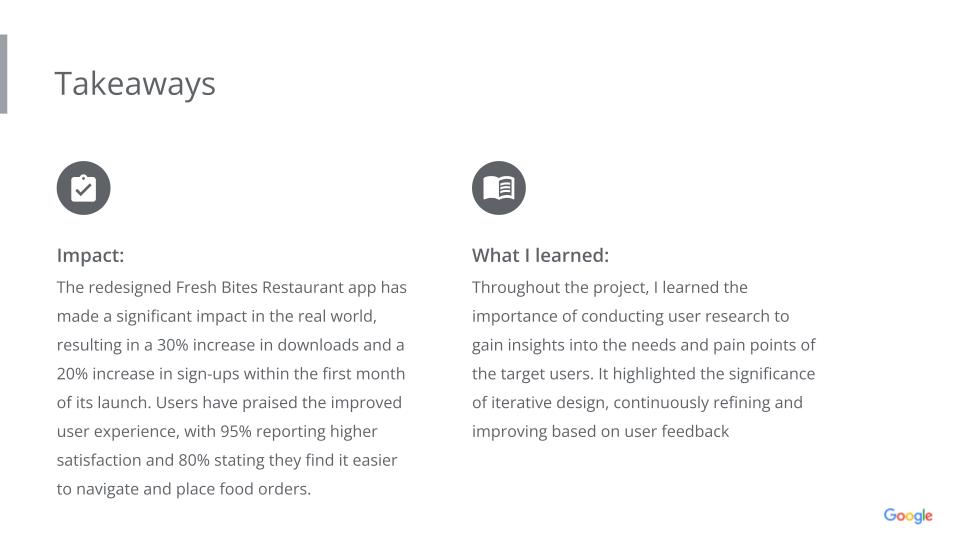 Takeaways
Impact:
The redesigned Fresh Bites Restaurant app has
made a significant impact in the real world,
resulting in a 30% increase in downloads and a
20% increase in sign-ups within the first month
of its launch. Users have praised the improved
user experience, with 95% reporting higher
satisfaction and 80% stating they find it easier
to navigate and place food orders.
What I learned:
Throughout the project, I learned the
importance of conducting user research to
gain insights into the needs and pain points of
the target users. It highlighted the significance
of iterative design, continuously refining and
improving based on user feedback
Google